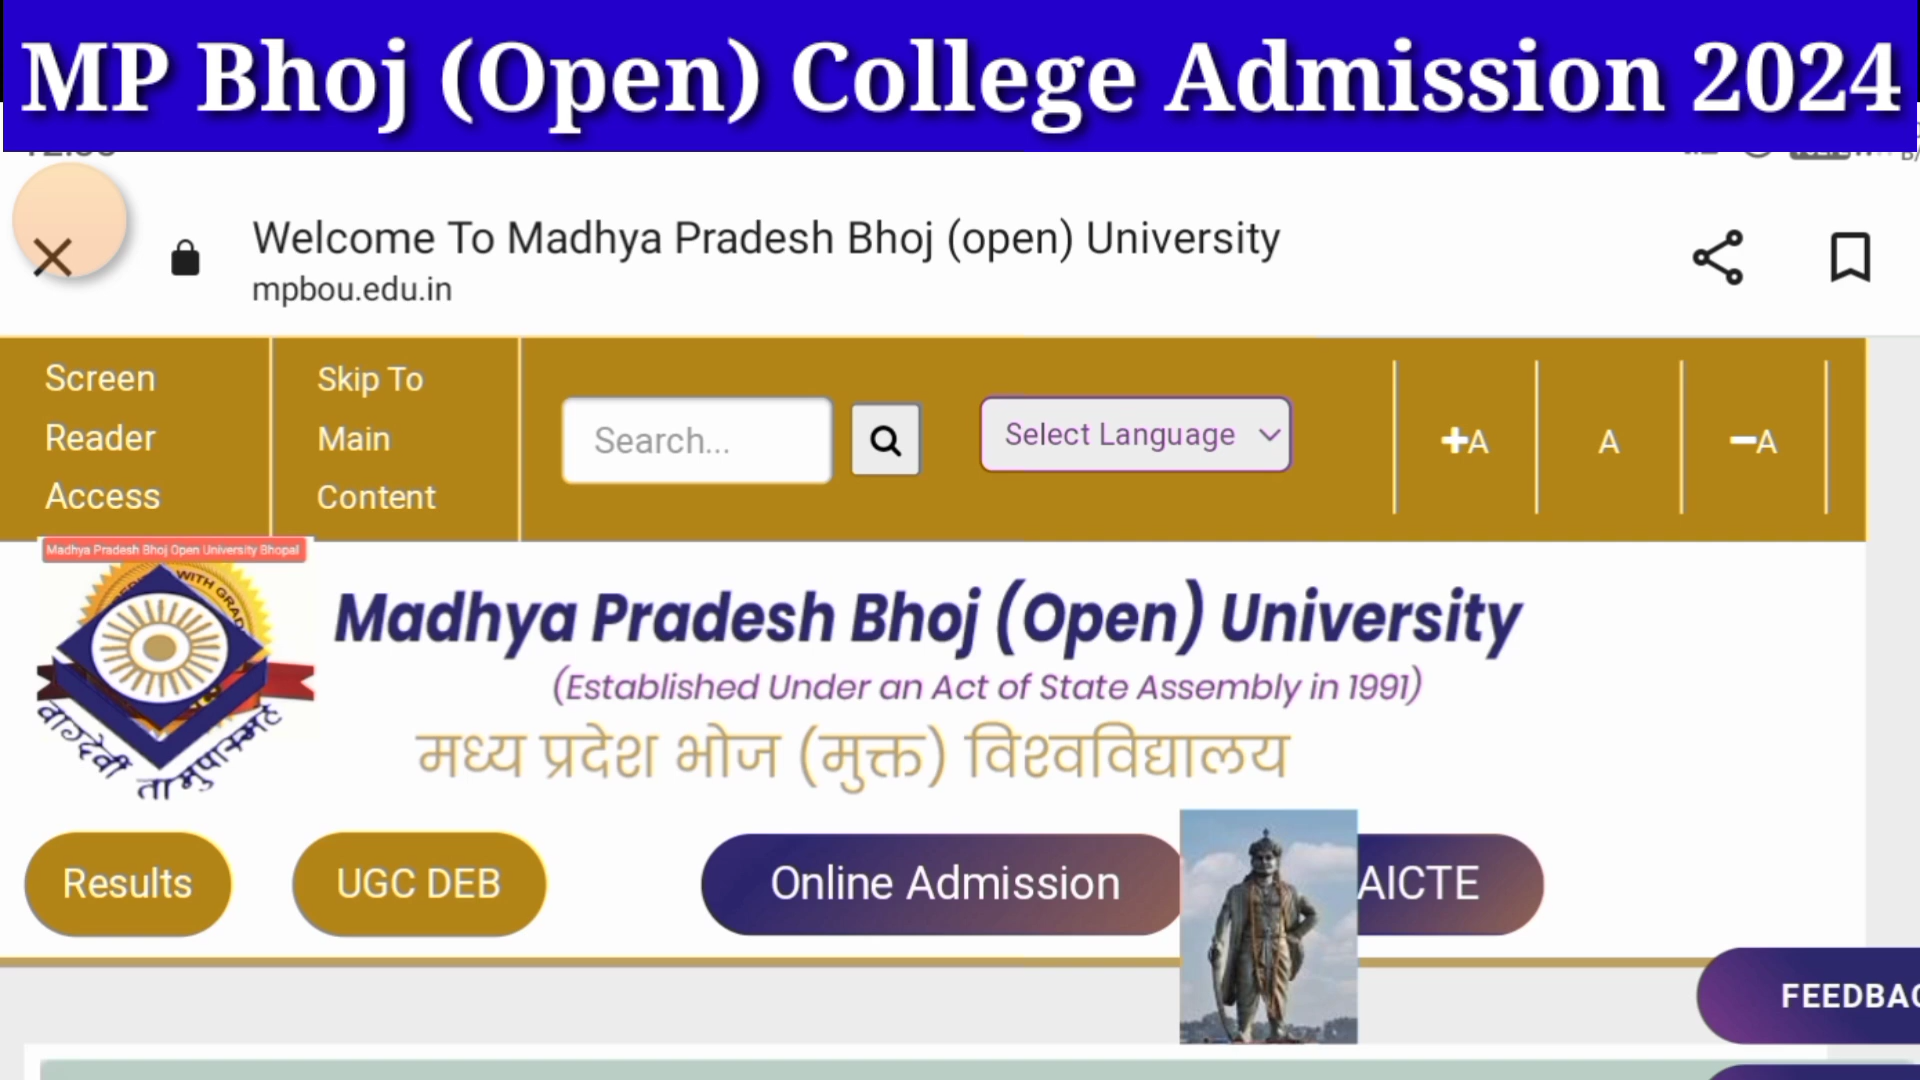 MP Bhoj (Open) College Admission 2024
Welcome To Madhya Pradesh Bhoj (open) University
mpbou.edu.in
Screen
Reader
Access
Skip To
Main
Content
Search...
Select Language
+A
A
−A
Madhya Pradesh Bhoj Open University Bhopal
WITH GRAD
Madhya Pradesh Bhoj (Open) University
(Established Under an Act of State Assembly in 1991)
मध्य प्रदेश भोज (मुक्त) विश्वविद्यालय
वाग्देवीं
Results
UGC DEB
Online Admission
AICTE
FEEDBAC